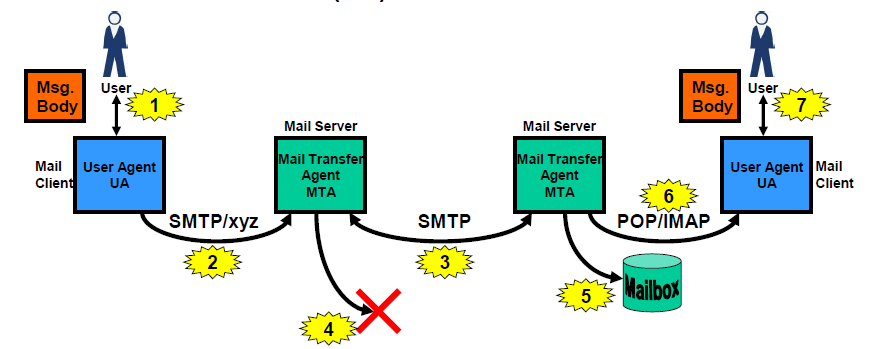 Msg.
Body
User
1
Mail
Client
User Agent
UA
SMTP/xyz
2
Mail Server
Mail Transfer
Agent
MTA
4
SMTP
3
Mail Server
Mail Transfer
Agent
MTA
5
Mailbox
6
POP/IMAP
Msg.
Body
User
7
User Agent
UA
Mail
Client